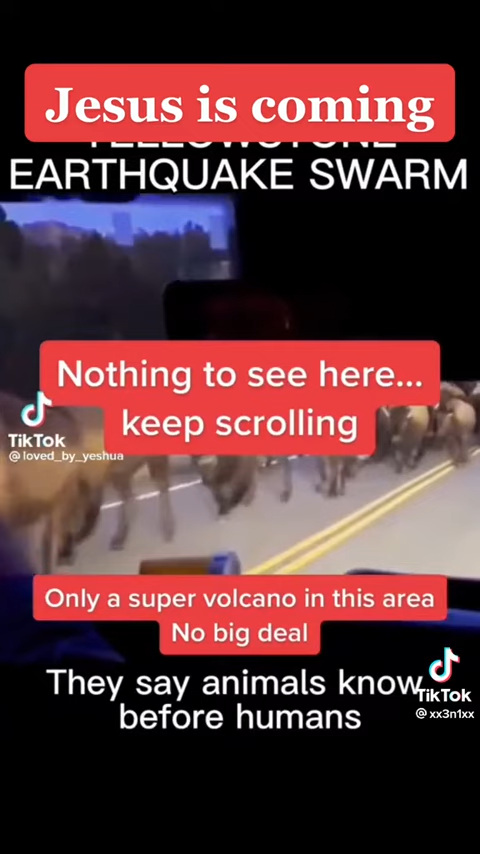 Jesus is coming
YELLOWSTONE
EARTHQUAKE SWARM
Nothing to see here...
keep scrolling
TikTok
@loved_by_yeshua
Only a super volcano in this area
No big deal
They say animals know
before humans
TikTok
@xx3n1xx